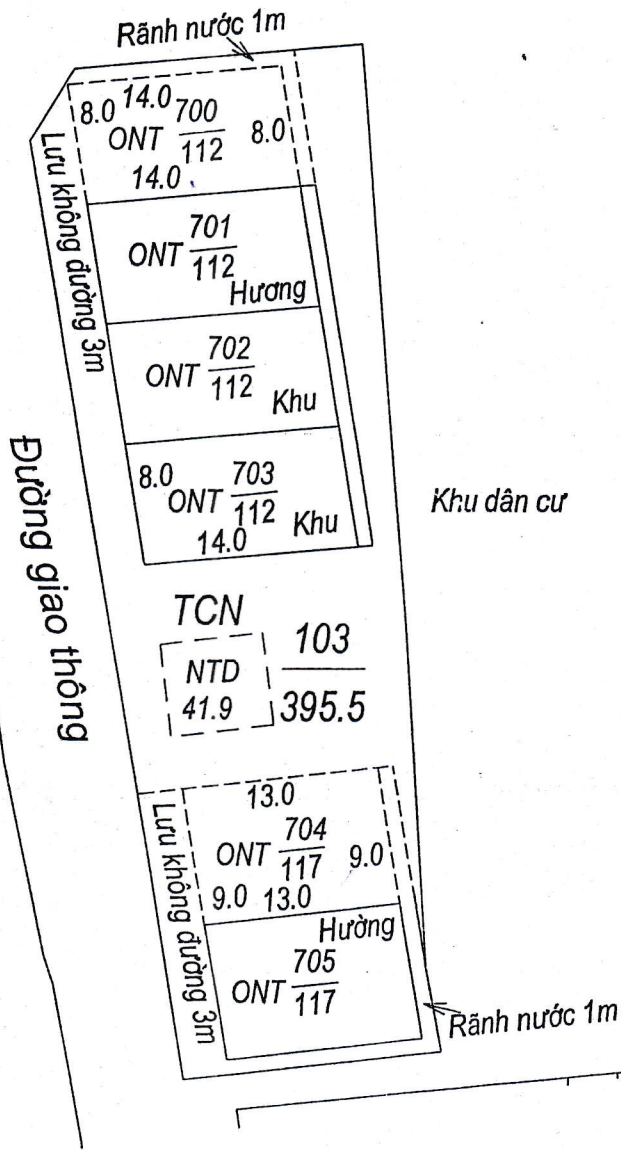 Rãnh nước 1m
8.0 14.0
ONT 700
112
8.0
14.0
Lưu không đường 3m
ONT 701
112
Hương
ONT 702
112
Khu
8.0
ONT 703
112
Khu
14.0
Đường giao thông
Khu dân cư
TCN
NTD
41.9
103
395.5
13.0
ONT 704
117
9.0
9.0 13.0
Lưu không đường 3m
Hường
ONT 705
117
Rãnh nước 1m